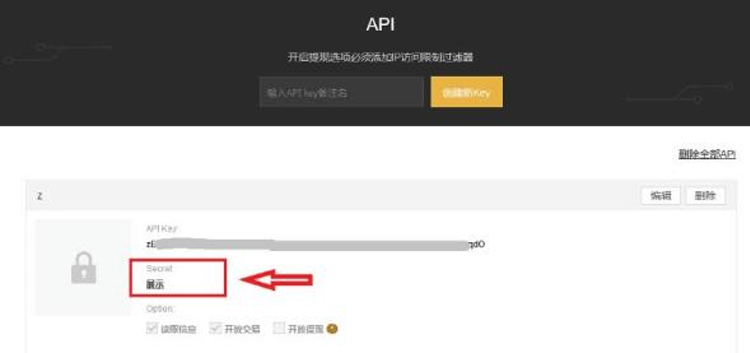 API
开启提现选项必须添加IP访问限制过滤器
输入API key备注名 创建新Key
删除全部API
z 编辑 删除
API Key:
qdO
Secret
展示
Option:
读取信息 开放交易 开放提现